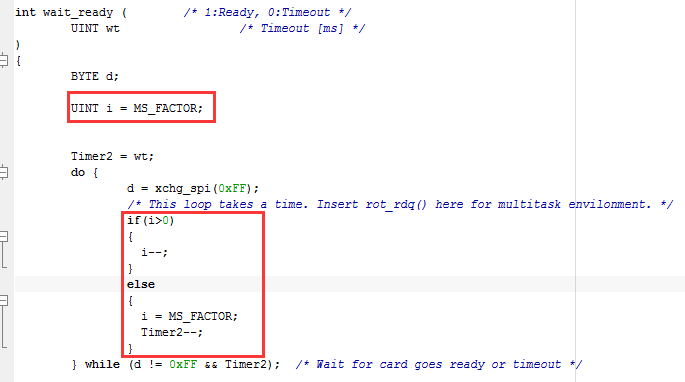 int wait_ready (        /* 1:Ready, 0:Timeout */
        UINT wt                 /* Timeout [ms] */
)
{
        BYTE d;
        UINT i = MS_FACTOR;
        Timer2 = wt;
        do {
                d = xchg_spi(0xFF);
                /* This loop takes a time. Insert rot_rdq() here for multitask envilonment. */
                if(i>0)
                {
                  i--;
                }
                else
                {
                  i = MS_FACTOR;
                  Timer2--;
                }
        } while (d != 0xFF && Timer2);  /* Wait for card goes ready or timeout */